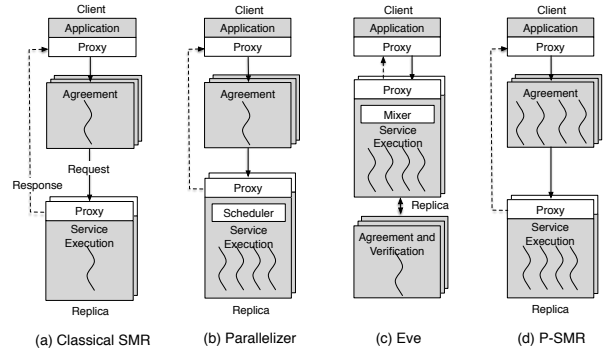 Client
Application
Proxy
Agreement
Request
Response
Proxy
Service
Execution
Replica
(a) Classical SMR
Client
Application
Proxy
Agreement
Proxy
Scheduler
Service
Execution
Replica
(b) Parallelizer
Client
Application
Proxy
Proxy
Mixer
Service
Execution
Replica
Agreement and
Verification
(c) Eve
Client
Application
Proxy
Agreement
Proxy
Service
Execution
Replica
(d) P-SMR